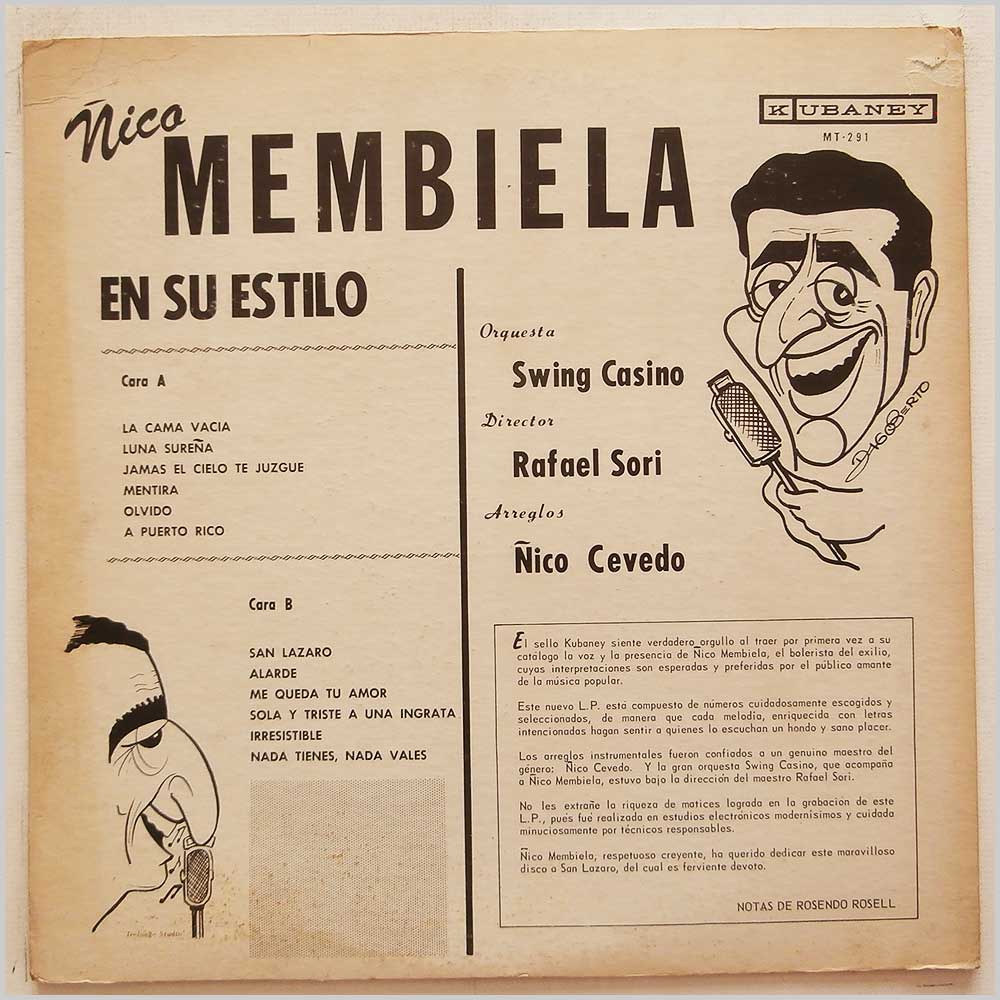 Ñico
MEMBIELA
KUBANEY
MT-291
EN SU ESTILO
Cara A
LA CAMA VACIA
LUNA SUREÑA
JAMAS EL CIELO TE JUZGUE
MENTIRA
OLVIDO
A PUERTO RICO
Cara B
SAN LAZARO
ALARDE
ME QUEDA TU AMOR
SOLA Y TRISTE A UNA INGRATA
IRRESISTIBLE
NADA TIENES, NADA VALES
Orquesta
Swing Casino
Director
Rafael Sori
Arreglos
Ñico Cevedo
DAGOBERTO
El sello Kubaney siente verdadero orgullo al traer por primera vez a su
catálogo la voz y la presencia de Ñico Membiela, el bolerista del exilio,
cuyas interpretaciones son esperadas y preferidas por el público amante
de la música popular.
Este nuevo L.P. está compuesto de números cuidadosamente escogidos y
seleccionados, de manera que cada melodía, enriquecida con letras
intencionadas hagan sentir a quienes lo escuchan un hondo y sano placer.
Los arreglos instrumentales fueron confiados a un genuino maestro del
género: Ñico Cevedo. Y la gran orquesta Swing Casino, que acompaña
a Ñico Membiela, estuvo bajo la dirección del maestro Rafael Sori.
No les extrañe la riqueza de matices lograda en la grabación de este
L.P., pués fué realizada en estudios electrónicos modernísimos y cuidada
minuciosamente por técnicos responsables.
Ñico Membiela, respetuoso creyente, ha querido dedicar este maravilloso
disco a San Lazaro, del cual es ferviente devoto.
NOTAS DE ROSENDO ROSELL